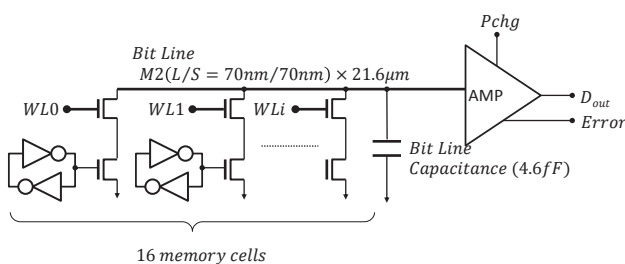 Pchg
Bit Line
M2(L/S = 70nm/70nm) × 21.6μm
AMP
D_out
Error
WL0
WL1
WLi
Bit Line
Capacitance (4.6fF)
16 memory cells